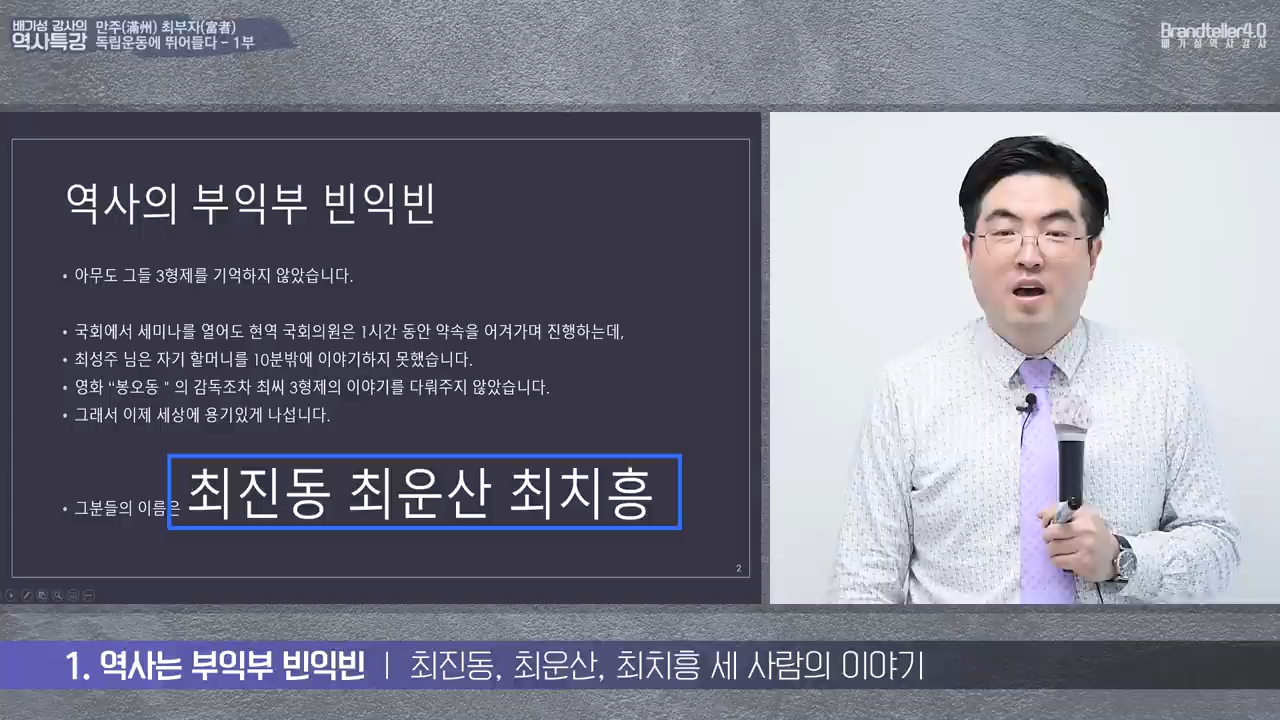 배기성 강사의
역사특강
만주(滿州) 최부자(富者)
독립운동에 뛰어들다 - 1부
Brandteller4.0
배기성역사강사
역사의 부익부 빈익빈
• 아무도 그들 3형제를 기억하지 않았습니다.
• 국회에서 세미나를 열어도 현역 국회의원은 1시간 동안 약속을 어겨가며 진행하는데,
• 최성주 님은 자기 할머니를 10분밖에 이야기하지 못했습니다.
• 영화 “봉오동 " 의 감독조차 최씨 3형제의 이야기를 다뤄주지 않았습니다.
• 그래서 이제 세상에 용기있게 나섭니다.
• 그분들의 이름은 최진동 최운산 최치흥
2
1. 역사는 부익부 빈익빈 | 최진동, 최운산, 최치흥 세 사람의 이야기